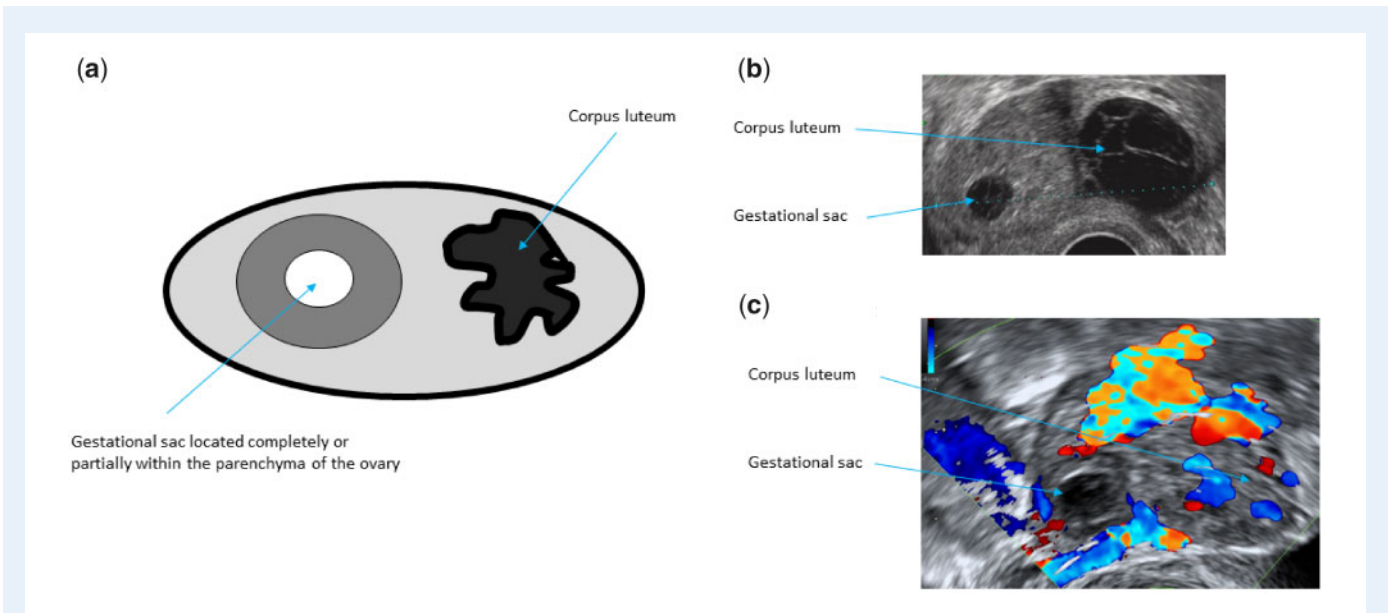 (a)
Corpus luteum
Gestational sac located completely or
partially within the parenchyma of the ovary
(b)
Corpus luteum
Gestational sac
(c)
Corpus luteum
Gestational sac